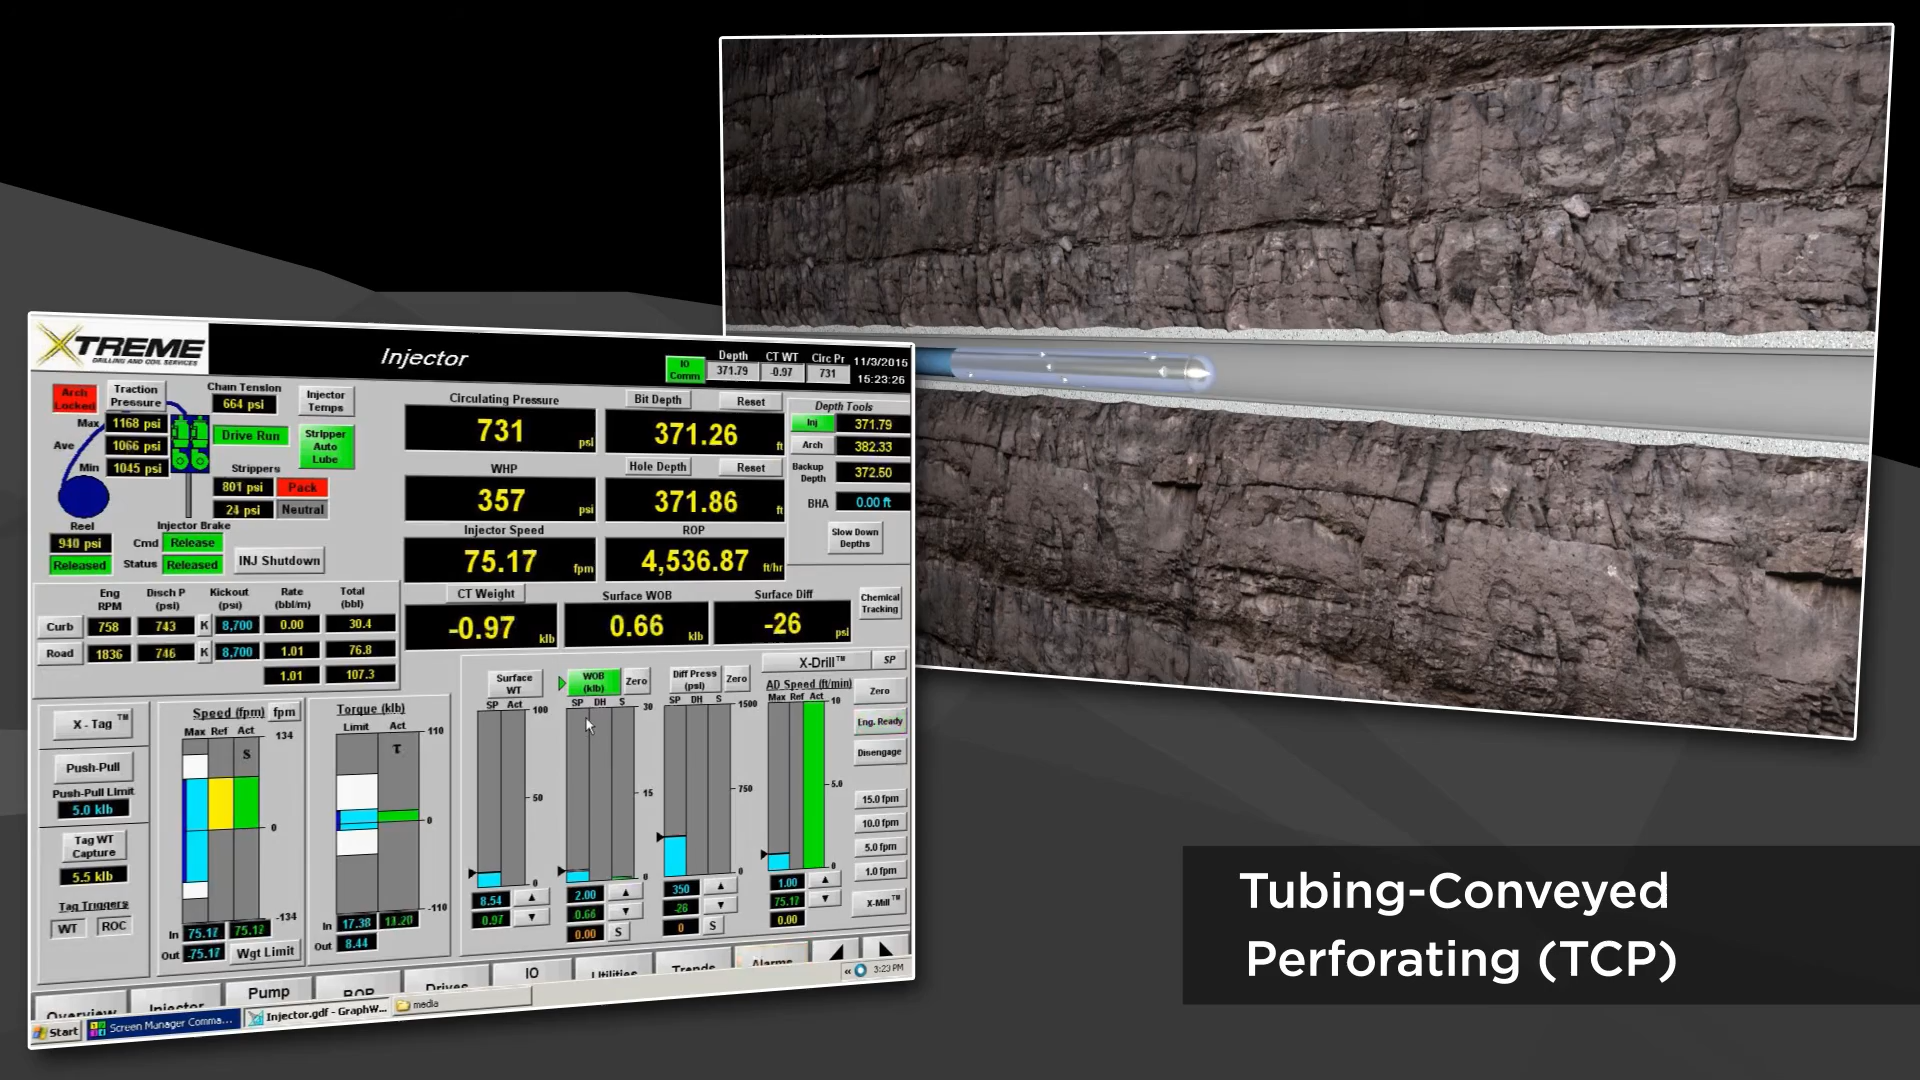 XTREME
DRILLING AND COIL SERVICES
Injector
IO
Comm
Depth
CT WT
Circ Pr
371.79
-0.97
731
11/3/2015
15:23:26
Arch
Locked
Traction
Pressure
Chain Tension
664 psi
Injector
Temps
Max
1168 psi
Ave
1066 psi
Min
1045 psi
Drive Run
Stripper
Auto
Lube
Strippers
801 psi
Pack
24 psi
Neutral
Reel
940 psi
Released
Injector Brake
Cmd
Release
Status
Released
INJ Shutdown
Circulating Pressure
731
psi
Bit Depth
Reset
371.26
ft
WHP
357
psi
Hole Depth
Reset
371.86
ft
Injector Speed
75.17
fpm
ROP
4,536.87
ft/hr
CT Weight
-0.97
klb
Surface WOB
0.66
klb
Surface Diff
-26
psi
Depth Tools
Inj
371.79
Arch
382.33
Backup
Depth
372.50
BHA
0.00 ft
Slow Down
Depths
Chemical
Tracking
Eng
RPM
Disch P
(psi)
Kickout
(psi)
Rate
(bbl/m)
Total
(bbl)
Curb
758
743
K
8,700
0.00
30.4
Road
1836
746
K
8,700
1.01
76.8
1.01
107.3
X - Tag™
Push-Pull
Push-Pull Limit
5.0 klb
Tag WT
Capture
5.5 klb
Tag Triggers
WT
ROC
Speed (fpm)
fpm
Max Ref Act
S
134
0
-134
In
75.17
75.17
Out
-75.17
Wgt Limit
Torque (klb)
Limit
Act
τ
110
0
-110
In
17.38
Out
8.44
Surface
WT
SP Act
100
50
0
8.54
0.97
WOB
(klb)
Zero
SP DH S
30
15
0
2.00
0.66
0.00
S
Diff Press
(psi)
Zero
SP DH S
1500
750
0
350
-26
0
S
X-Drill™
SP
AD Speed (ft/min)
Max Ref Act
10
5.0
0
1.00
75.17
0.00
Zero
Eng. Ready
Disengage
15.0 fpm
10.0 fpm
5.0 fpm
1.0 fpm
X-Mill™
Overview
Injector
Pump
BOP
Drives
IO
Utilities
Trends
Alarms
Start
Screen Manager Comma...
Injector.gdf - GraphW...
media
«
3:23 PM
Tubing-Conveyed
Perforating (TCP)